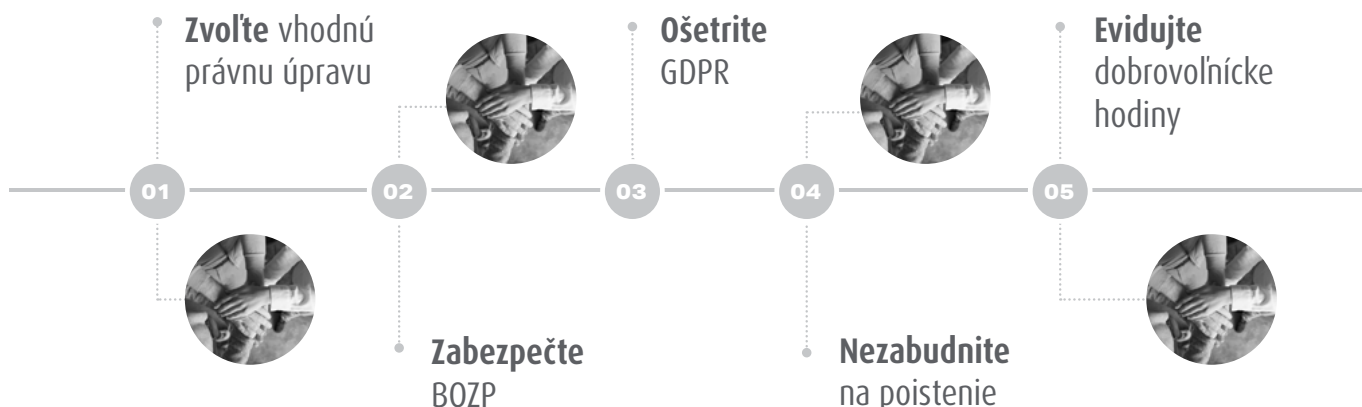 Zvoľte vhodnú
právnu úpravu
Ošetrite
GDPR
Evidujte
dobrovoľnícke
hodiny
01
02
03
04
05
Zabezpečte
BOZP
Nezabudnite
na poistenie